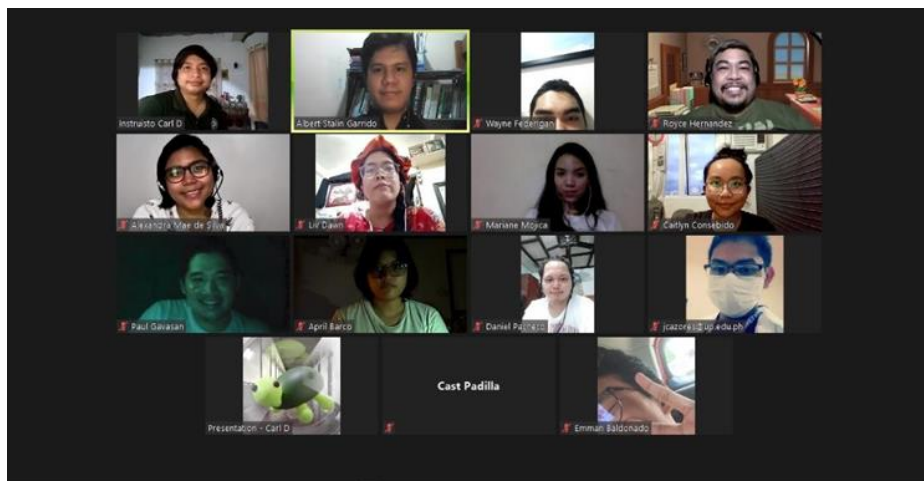 Instruisto Carl D
Albert Stalin Garrido
Wayne Federigan
Royce Hernandez
Alexandra Mae de Silva
Liir Dawn
Mariane Mojica
Caitlyn Consebido
Paul Gavasan
April Barco
Daniel Pacheco
jcazores@up.edu.ph
Presentation - Carl D
Cast Padilla
Emman Baldonado